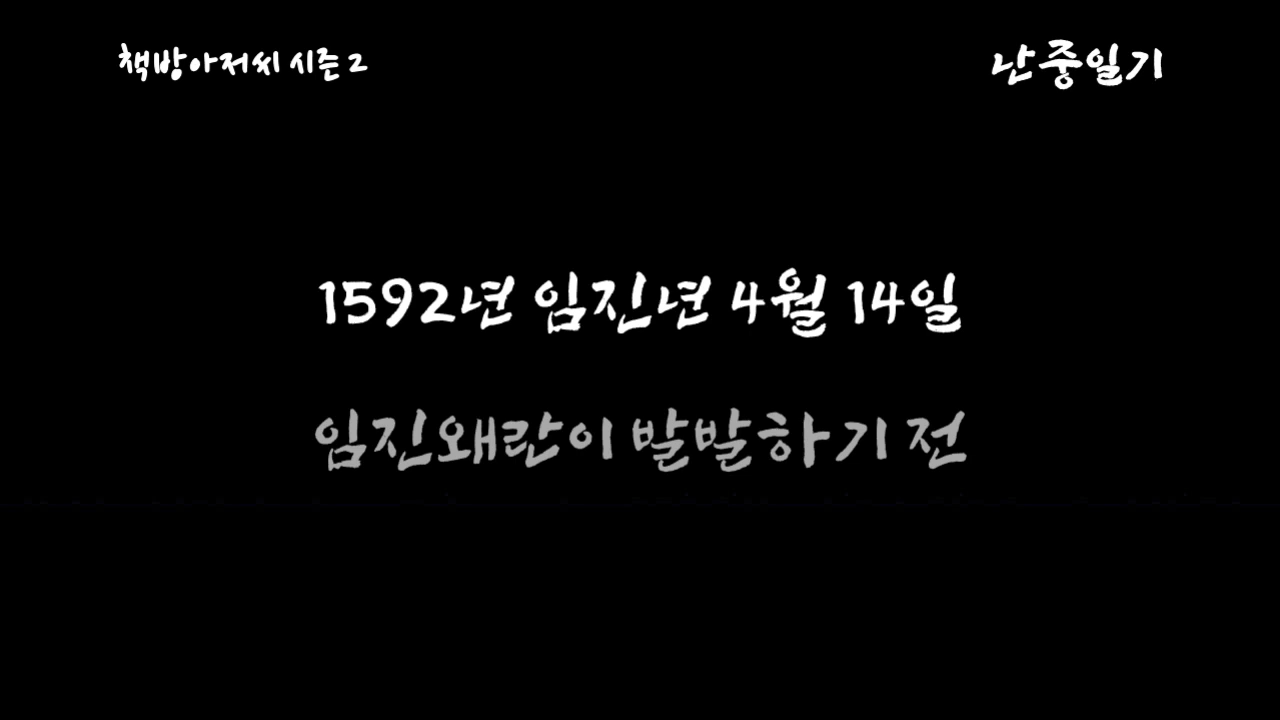 책방아저씨 시즌 2
난중일기
1592년 임진년 4월 14일
임진왜란이 발발하기 전